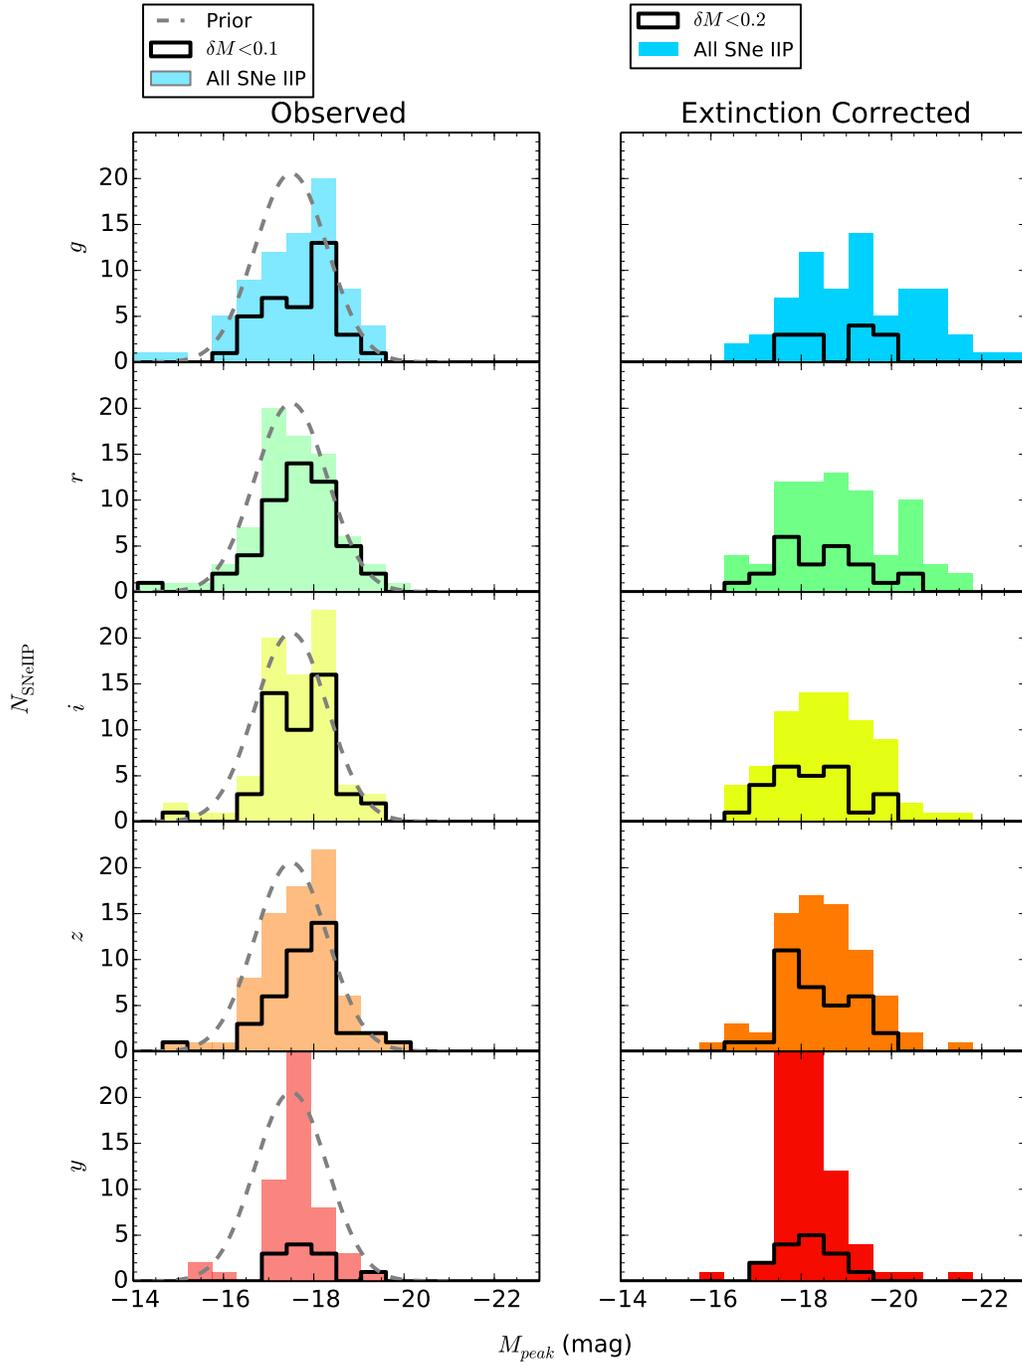 Prior
δM<0.1
All SNe IIP
δM<0.2
All SNe IIP
Observed
Extinction Corrected
20
15
10
5
0
g
20
15
10
5
0
r
20
15
10
5
0
i
N_SNeIIP
20
15
10
5
0
z
20
15
10
5
0
y
−14 −16 −18 −20 −22
−14 −16 −18 −20 −22
M_peak (mag)